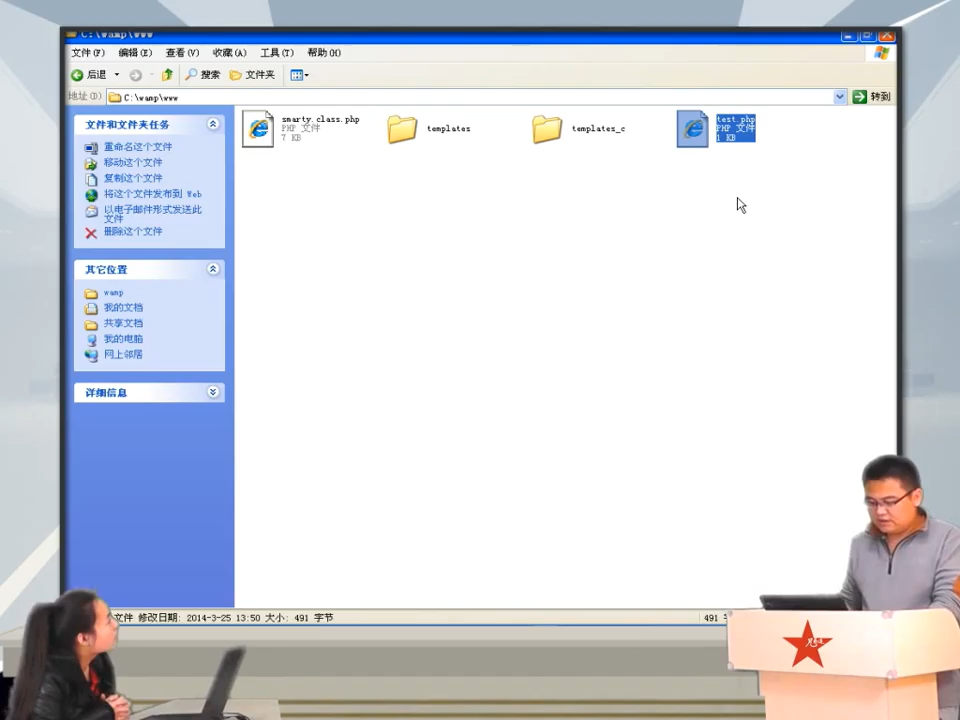 C:\wamp\www
文件(F) 编辑(E) 查看(V) 收藏(A) 工具(T) 帮助(H)
后退 搜索 文件夹
地址(D) C:\wamp\www 转到
文件和文件夹任务
重命名这个文件
移动这个文件
复制这个文件
将这个文件发布到 Web
以电子邮件形式发送此
文件
删除这个文件
其它位置
wamp
我的文档
共享文档
我的电脑
网上邻居
详细信息
smarty.class.php
PHP 文件
7 KB
templates
templates_c
test.php
PHP 文件
1 KB
文件 修改日期: 2014-3-25 13:50 大小: 491 字节
491